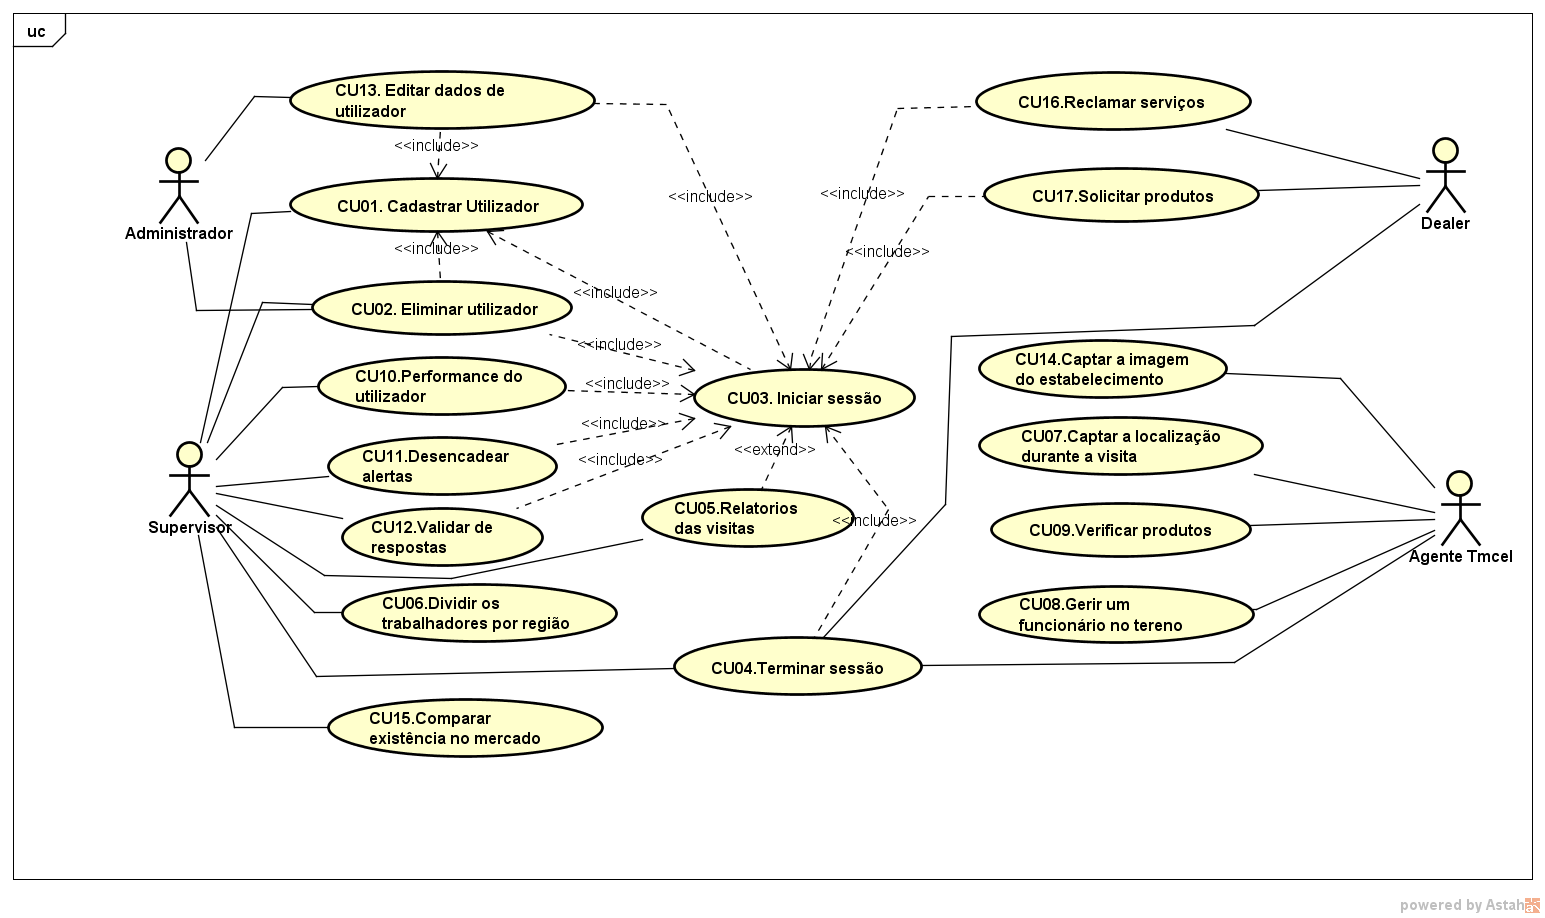 uc
CU13. Editar dados de
utilizador
<<include>>
CU16.Reclamar serviços
<<include>>
<<include>>
CU01. Cadastrar Utilizador
CU17.Solicitar produtos
Dealer
Administrador
<<include>>
<<include>>
<<include>>
CU02. Eliminar utilizador
<<include>>
CU10.Performance do
utilizador
<<include>>
CU03. Iniciar sessão
CU14.Captar a imagem
do estabelecimento
<<include>>
CU11.Desencadear
alertas
<<include>>
<<extend>>
CU07.Captar a localização
durante a visita
Supervisor
CU12.Validar de
respostas
CU05.Relatorios
das visitas
<<include>>
CU09.Verificar produtos
Agente Tmcel
CU06.Dividir os
trabalhadores por região
CU08.Gerir um
funcionário no tereno
CU04.Terminar sessão
CU15.Comparar
existência no mercado
powered by Astah